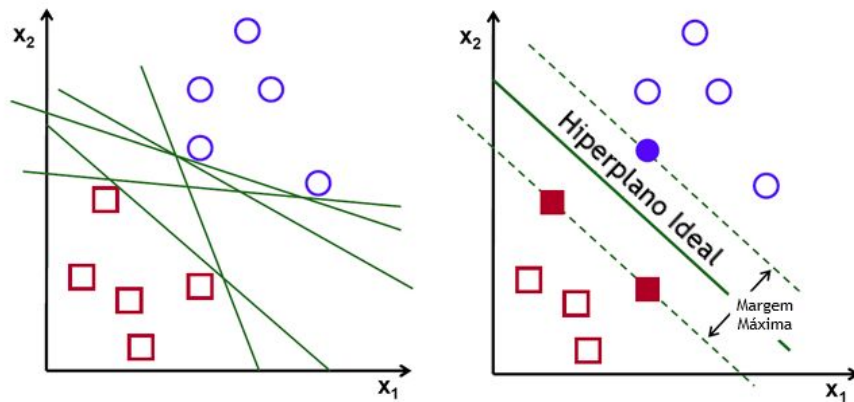 x₂
x₁
x₂
Hiperplano Ideal
Margem
Máxima
x₁